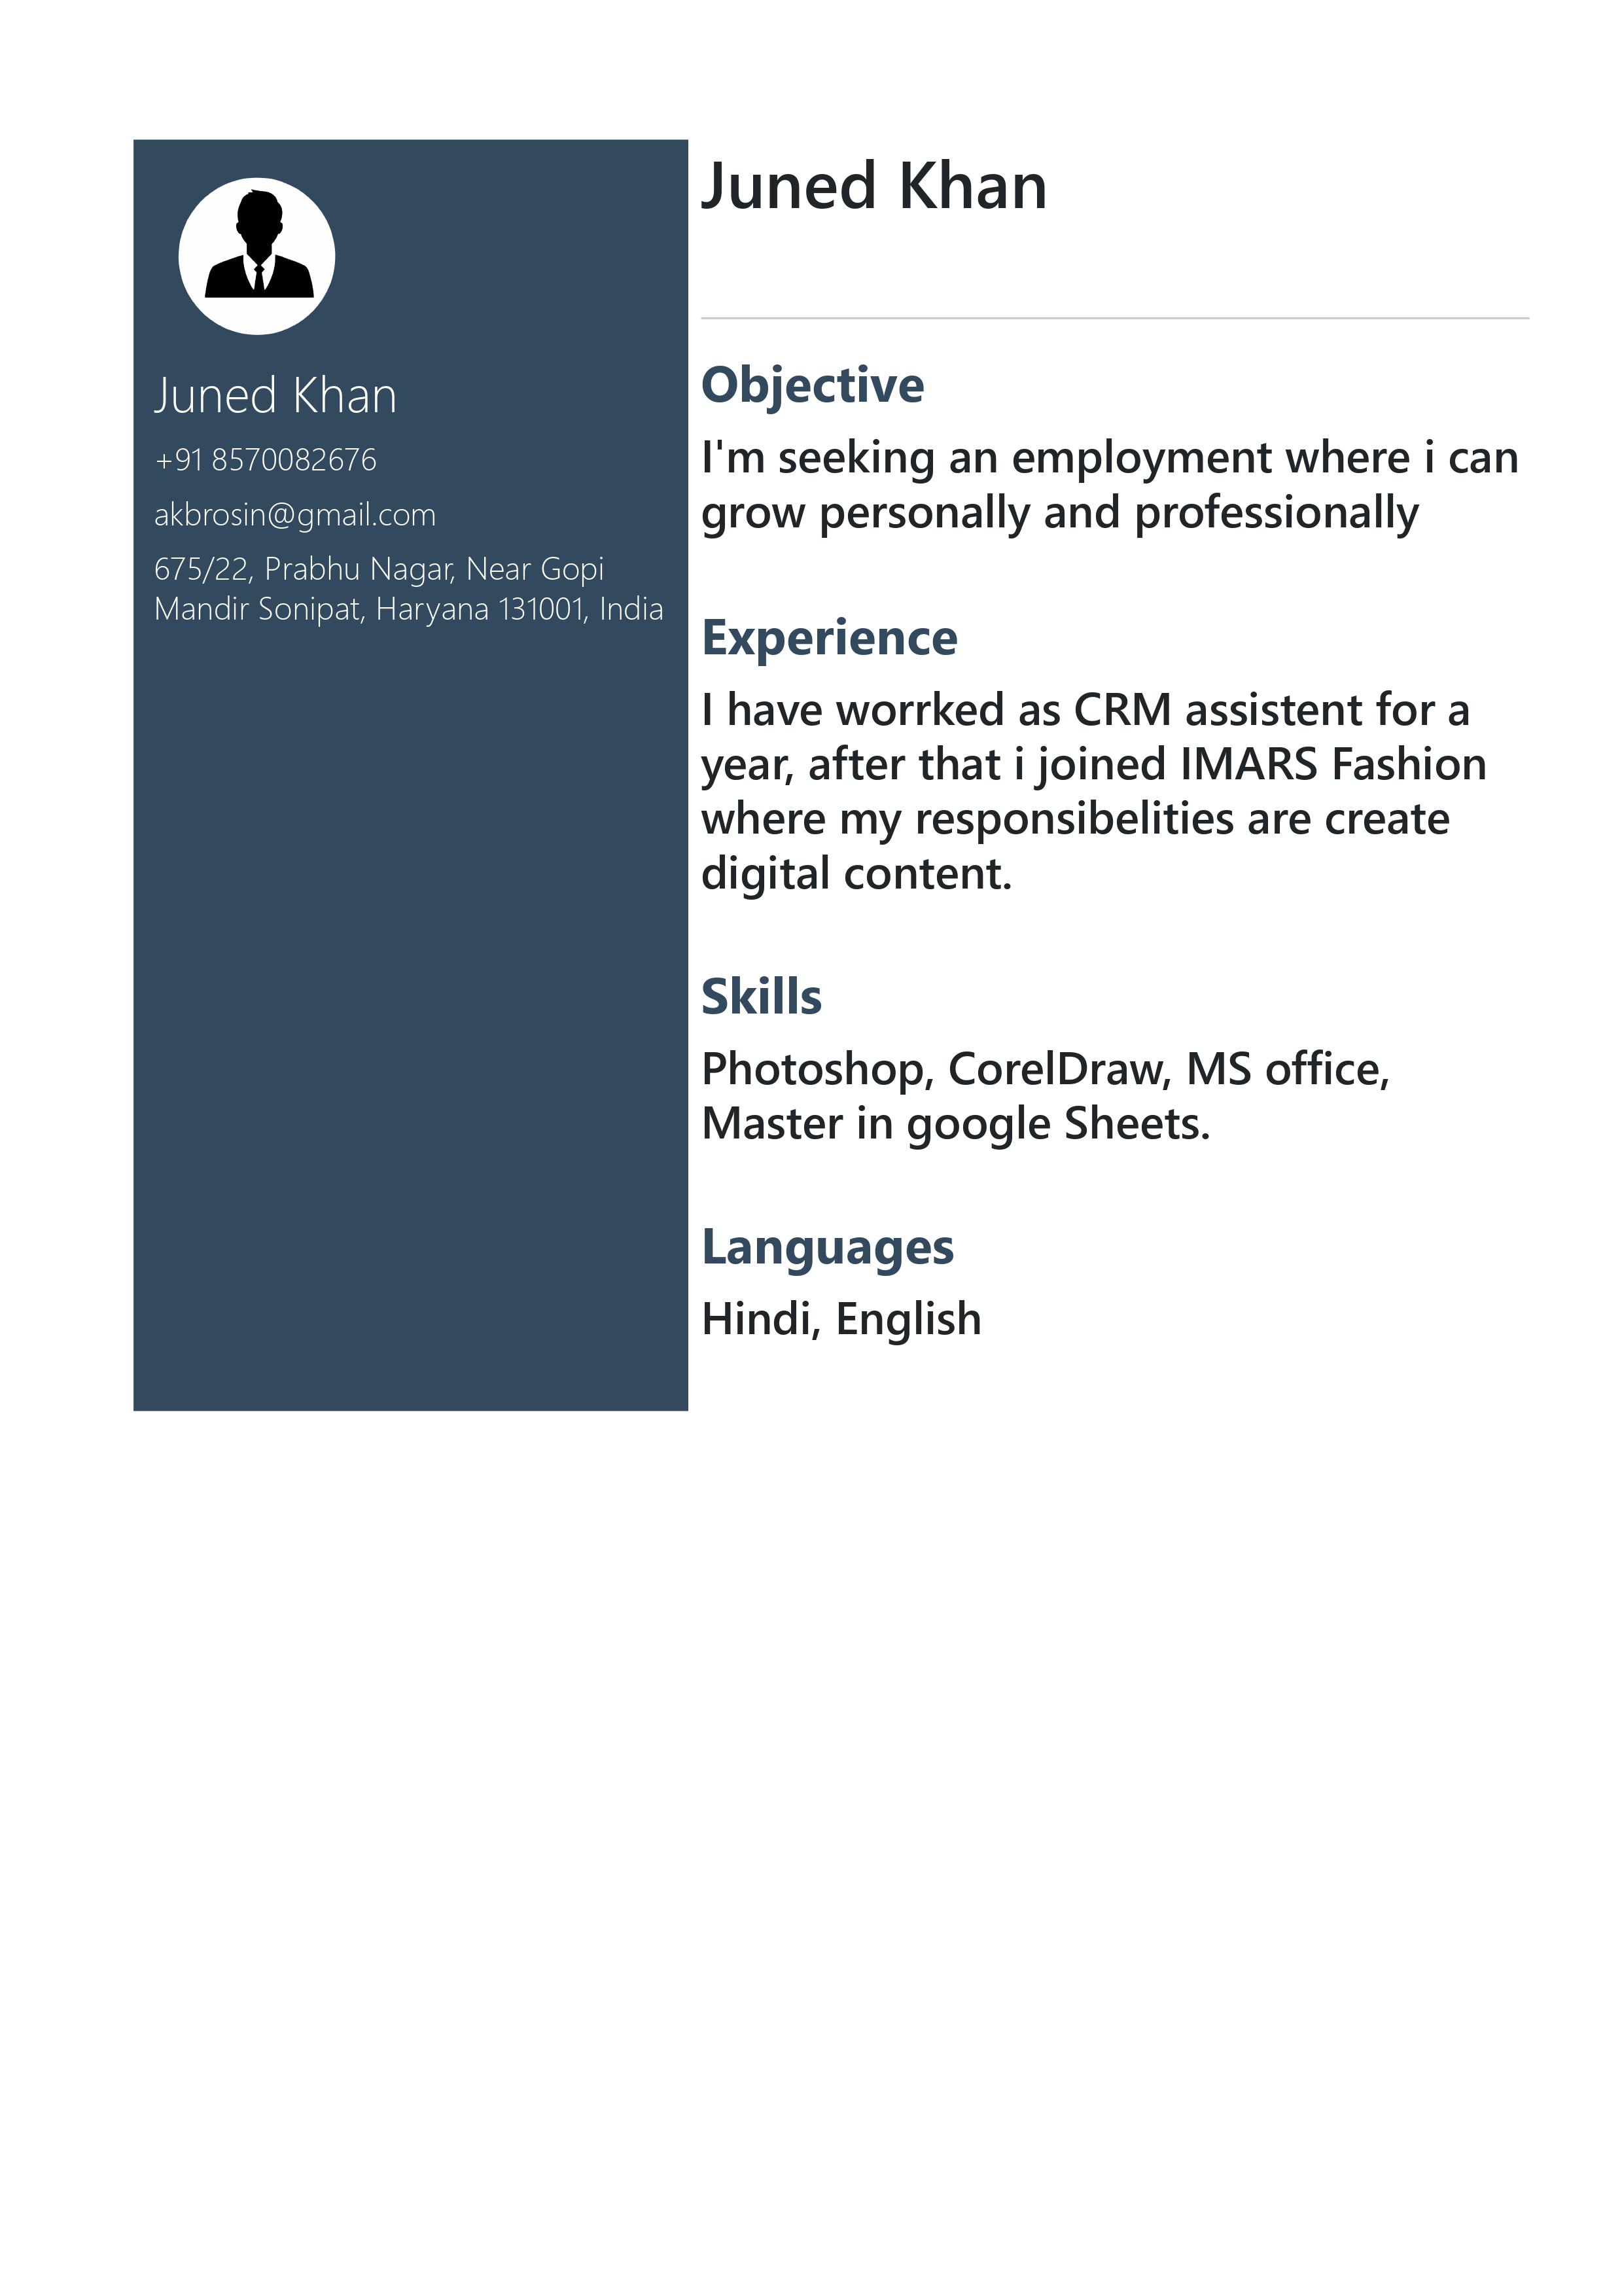 Juned Khan
+91 8570082676
akbrosin@gmail.com
675/22, Prabhu Nagar, Near Gopi
Mandir Sonipat, Haryana 131001, India
Juned Khan
Objective
I'm seeking an employment where i can
grow personally and professionally
Experience
I have worrked as CRM assistent for a
year, after that i joined IMARS Fashion
where my responsibelities are create
digital content.
Skills
Photoshop, CorelDraw, MS office,
Master in google Sheets.
Languages
Hindi, English